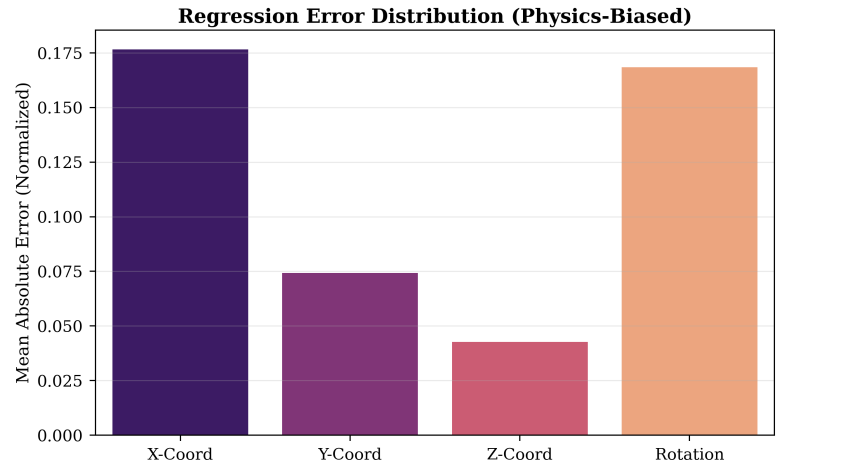 Regression Error Distribution (Physics-Biased)
Mean Absolute Error (Normalized)
0.175
0.150
0.125
0.100
0.075
0.050
0.025
0.000
X-Coord Y-Coord Z-Coord Rotation